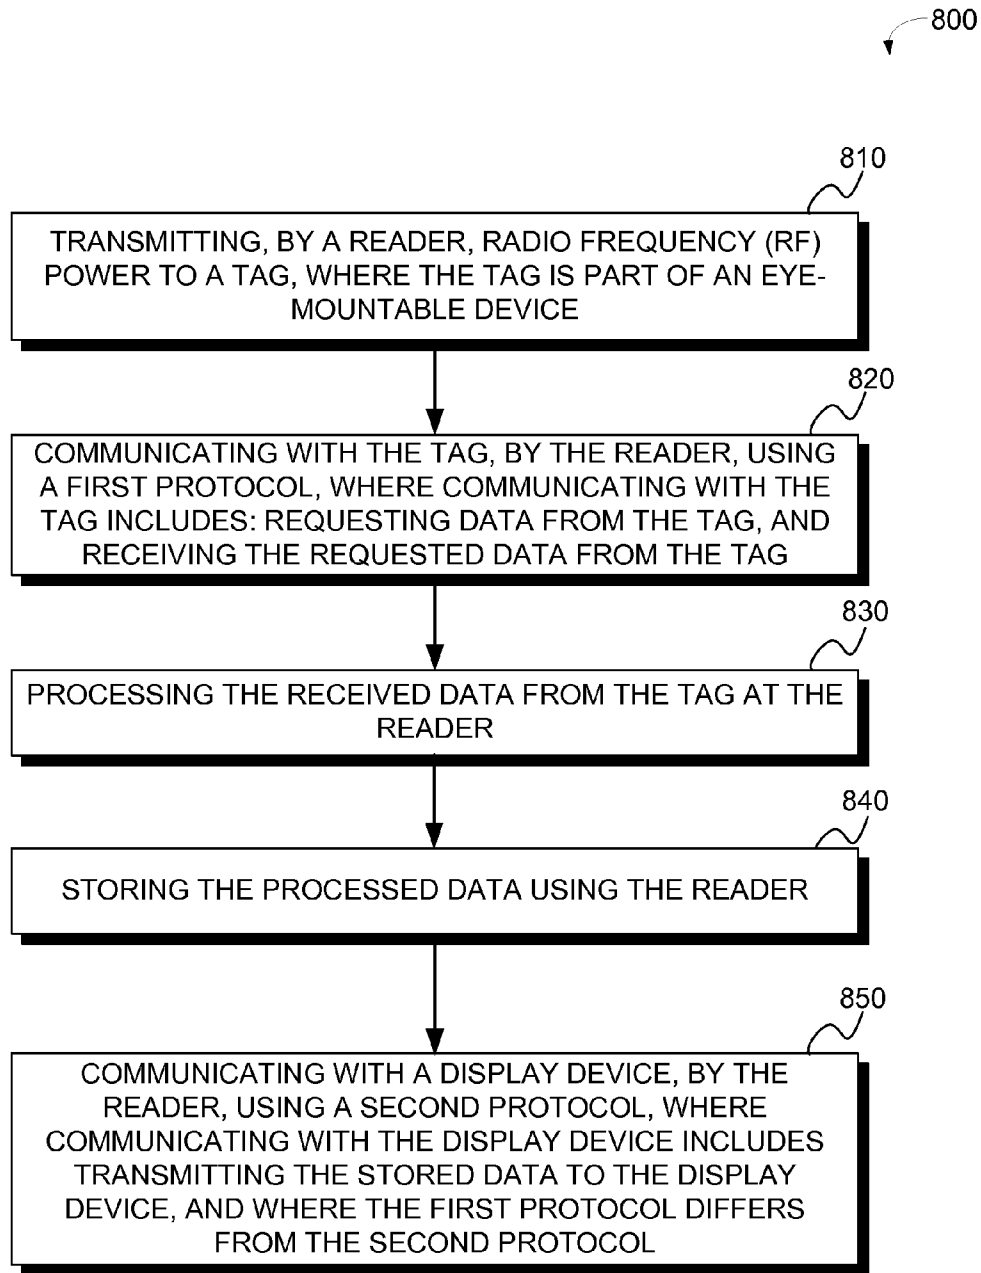 800
810
TRANSMITTING, BY A READER, RADIO FREQUENCY (RF)
POWER TO A TAG, WHERE THE TAG IS PART OF AN EYE-
MOUNTABLE DEVICE
820
COMMUNICATING WITH THE TAG, BY THE READER, USING
A FIRST PROTOCOL, WHERE COMMUNICATING WITH THE
TAG INCLUDES: REQUESTING DATA FROM THE TAG, AND
RECEIVING THE REQUESTED DATA FROM THE TAG
830
PROCESSING THE RECEIVED DATA FROM THE TAG AT THE
READER
840
STORING THE PROCESSED DATA USING THE READER
850
COMMUNICATING WITH A DISPLAY DEVICE, BY THE
READER, USING A SECOND PROTOCOL, WHERE
COMMUNICATING WITH THE DISPLAY DEVICE INCLUDES
TRANSMITTING THE STORED DATA TO THE DISPLAY
DEVICE, AND WHERE THE FIRST PROTOCOL DIFFERS
FROM THE SECOND PROTOCOL